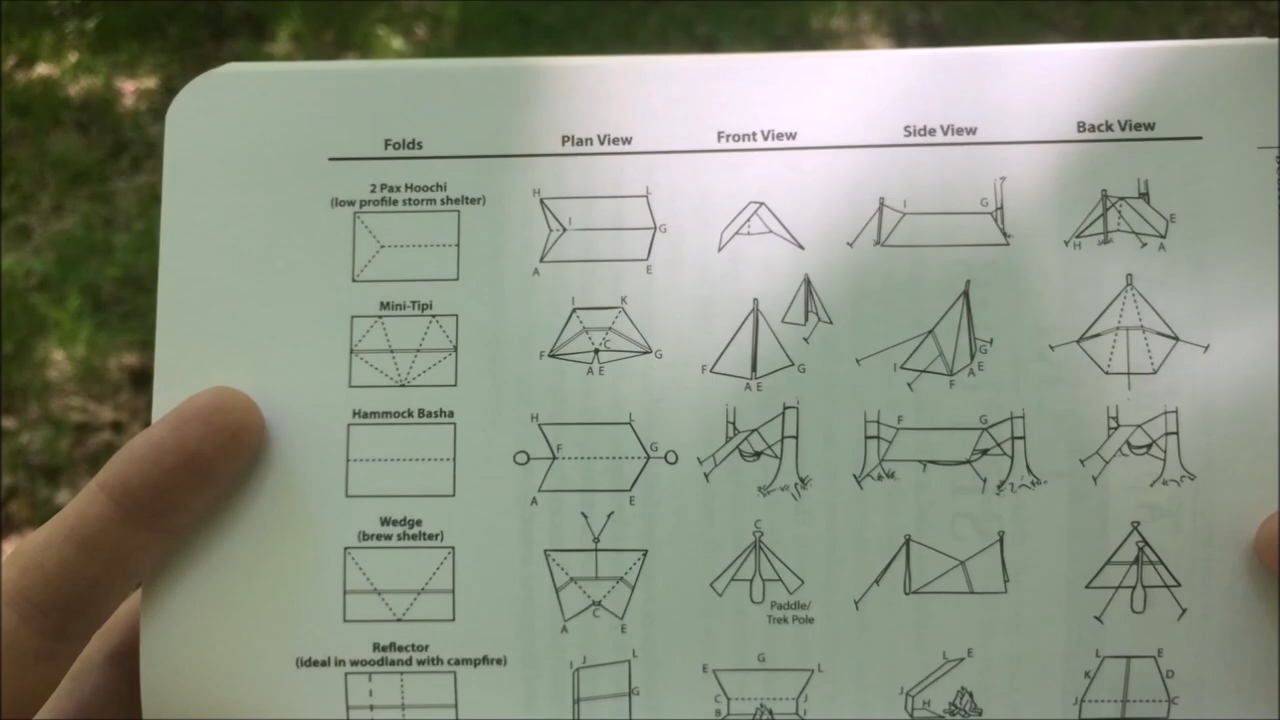 Folds Plan View Front View Side View Back View
2 Pax Hoochi
(low profile storm shelter)
H L
I
G
A E
I G
E
H A
Mini-Tipi
I K
F C G
A E
F G
A E
G
I E
A
F
Hammock Basha
H L
F G
A E
F G
Wedge
(brew shelter)
C
A E
C
Paddle/
Trek Pole
Reflector
(ideal in woodland with campfire)
I J L
G
G
E L
C J
B I
L E
J
H
L E
K D
J C